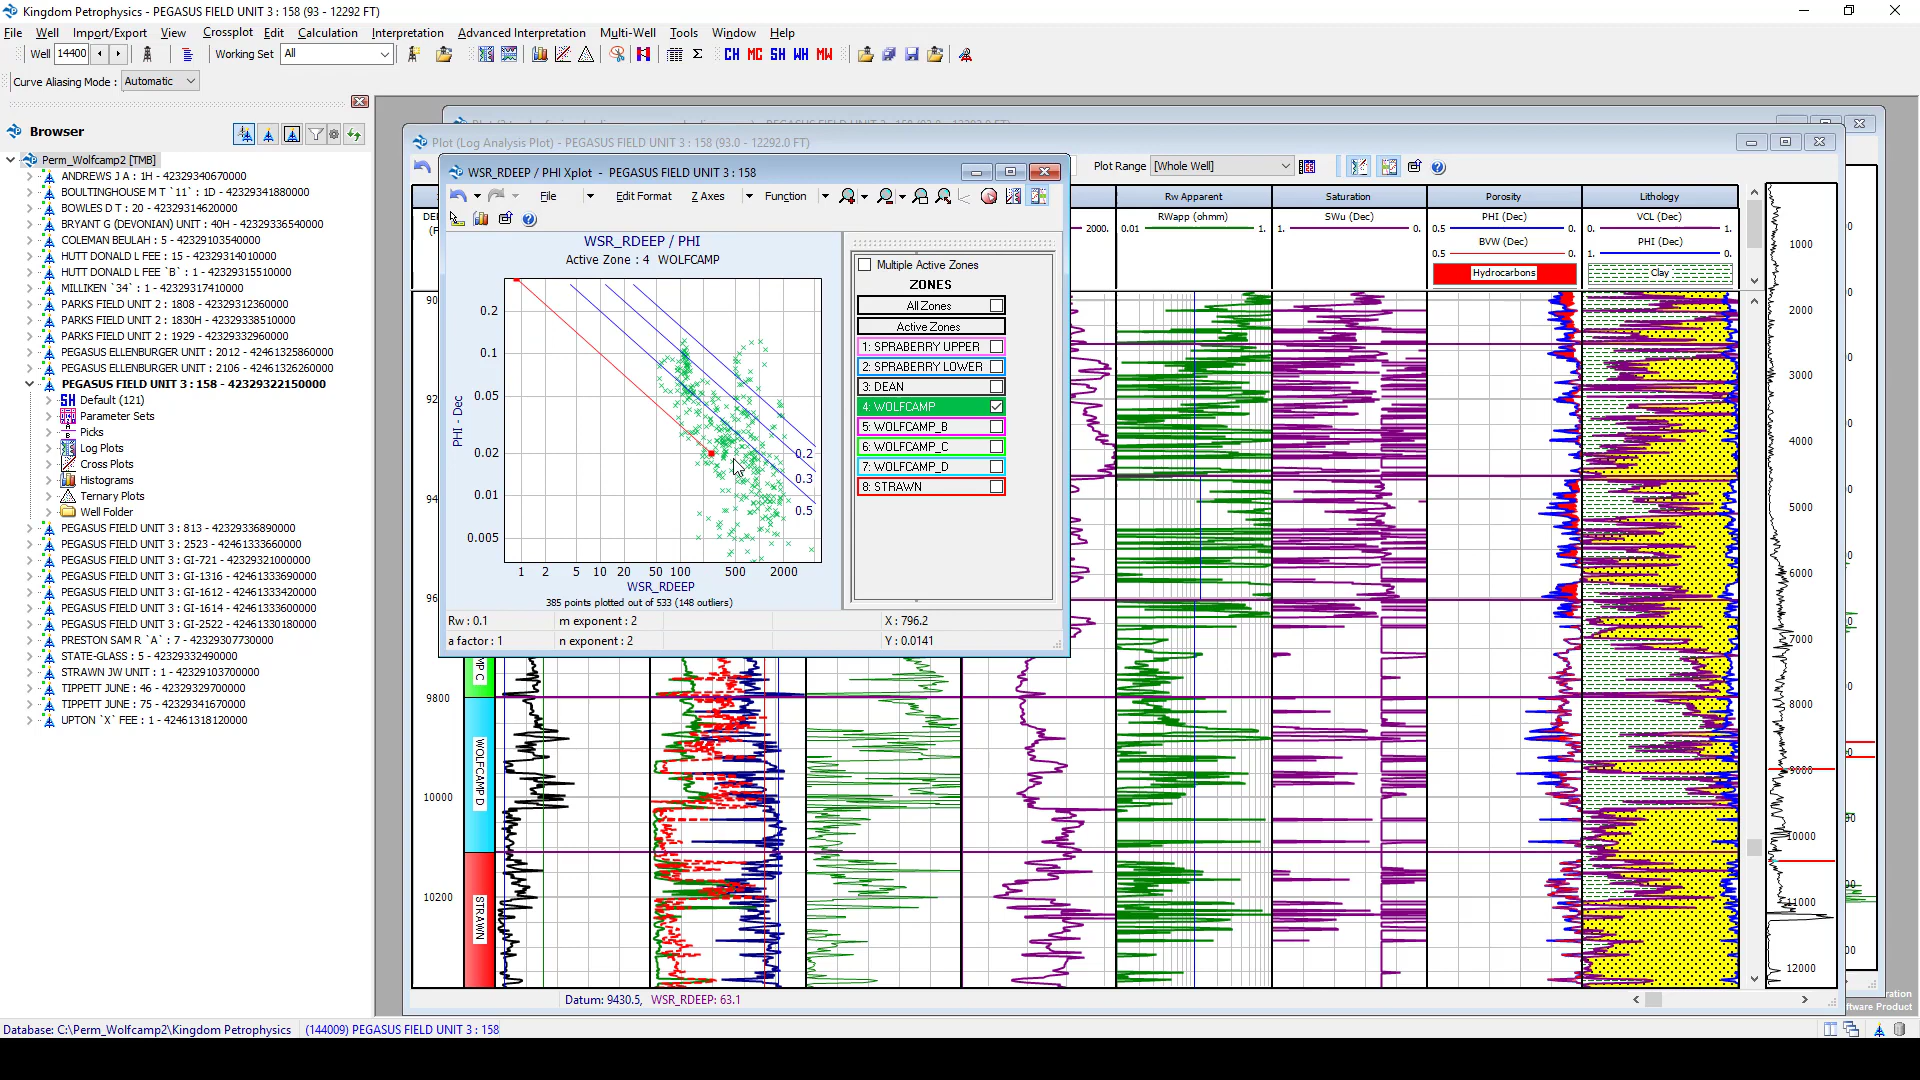 Kingdom Petrophysics - PEGASUS FIELD UNIT 3 : 158 (93 - 12292 FT)
File Well Import/Export View Crossplot Edit Calculation Interpretation Advanced Interpretation Multi-Well Tools Window Help
Well 14400 Working Set All CH MC SH WH MW
Curve Aliasing Mode : Automatic
Browser
Perm_Wolfcamp2 [TMB]
ANDREWS J A : 1H - 42329340670000
BOULTINGHOUSE M T `11` : 1D - 42329341880000
BOWLES D T : 20 - 42329314620000
BRYANT G (DEVONIAN) UNIT : 40H - 42329336540000
COLEMAN BEULAH : 5 - 42329103540000
HUTT DONALD L FEE : 15 - 42329314010000
HUTT DONALD L FEE `B` : 1 - 42329315510000
MILLIKEN `34` : 1 - 42329317410000
PARKS FIELD UNIT 2 : 1808 - 42329312360000
PARKS FIELD UNIT 2 : 1830H - 42329338510000
PARKS FIELD UNIT 2 : 1929 - 42329332960000
PEGASUS ELLENBURGER UNIT : 2012 - 42461325860000
PEGASUS ELLENBURGER UNIT : 2106 - 42461326260000
PEGASUS FIELD UNIT 3 : 158 - 42329322150000
SH Default (121)
Parameter Sets
Picks
Log Plots
Cross Plots
Histograms
Ternary Plots
Well Folder
PEGASUS FIELD UNIT 3 : 813 - 42329336890000
PEGASUS FIELD UNIT 3 : 2523 - 42461333660000
PEGASUS FIELD UNIT 3 : GI-721 - 42329321000000
PEGASUS FIELD UNIT 3 : GI-1316 - 42461333690000
PEGASUS FIELD UNIT 3 : GI-1612 - 42461333420000
PEGASUS FIELD UNIT 3 : GI-1614 - 42461333600000
PEGASUS FIELD UNIT 3 : GI-2522 - 42461330180000
PRESTON SAM R `A` : 7 - 42329307730000
STATE-GLASS : 5 - 42329332490000
STRAWN JW UNIT : 1 - 42329103700000
TIPPETT JUNE : 46 - 42329329700000
TIPPETT JUNE : 75 - 42329341670000
UPTON `X` FEE : 1 - 42461318120000
Plot (Log Analysis Plot) - PEGASUS FIELD UNIT 3 : 158 (93.0 - 12292.0 FT)
Plot Range [Whole Well]
WSR_RDEEP / PHI Xplot - PEGASUS FIELD UNIT 3 : 158
File Edit Format Z Axes Function
WSR_RDEEP / PHI
Active Zone : 4 WOLFCAMP
0.2
0.1
0.05
0.02
0.01
0.005
PHI - Dec
0.2
0.3
0.5
1 2 5 10 20 50 100 500 2000
WSR_RDEEP
385 points plotted out of 533 (148 outliers)
Rw : 0.1 m exponent : 2 X : 796.2
a factor : 1 n exponent : 2 Y : 0.0141
Multiple Active Zones
ZONES
All Zones
Active Zones
1: SPRABERRY UPPER
2: SPRABERRY LOWER
3: DEAN
4: WOLFCAMP
5: WOLFCAMP_B
6: WOLFCAMP_C
7: WOLFCAMP_D
8: STRAWN
2000.
Rw Apparent Saturation Porosity Lithology
RWapp (ohmm) SWu (Dec) PHI (Dec) VCL (Dec)
0.01 1. 1. 0. 0.5 0. 0. 1.
BVW (Dec) PHI (Dec)
0.5 0. 1. 0.
Hydrocarbons Clay
9800
10000
10200
WOLFCAMP D
STRAWN
1000
2000
3000
4000
5000
6000
7000
8000
9000
10000
11000
12000
Datum: 9430.5, WSR_RDEEP: 63.1
Database: C:\Perm_Wolfcamp2\Kingdom Petrophysics (144009) PEGASUS FIELD UNIT 3 : 158